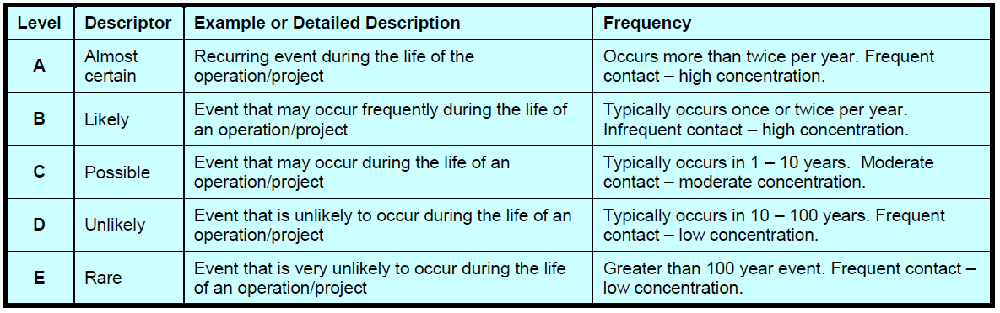 Level Descriptor Example or Detailed Description Frequency
A Almost certain Recurring event during the life of the operation/project Occurs more than twice per year. Frequent contact – high concentration.
B Likely Event that may occur frequently during the life of an operation/project Typically occurs once or twice per year. Infrequent contact – high concentration.
C Possible Event that may occur during the life of an operation/project Typically occurs in 1 – 10 years.  Moderate contact – moderate concentration.
D Unlikely Event that is unlikely to occur during the life of an operation/project Typically occurs in 10 – 100 years. Frequent contact – low concentration.
E Rare Event that is very unlikely to occur during the life of an operation/project Greater than 100 year event. Frequent contact – low concentration.